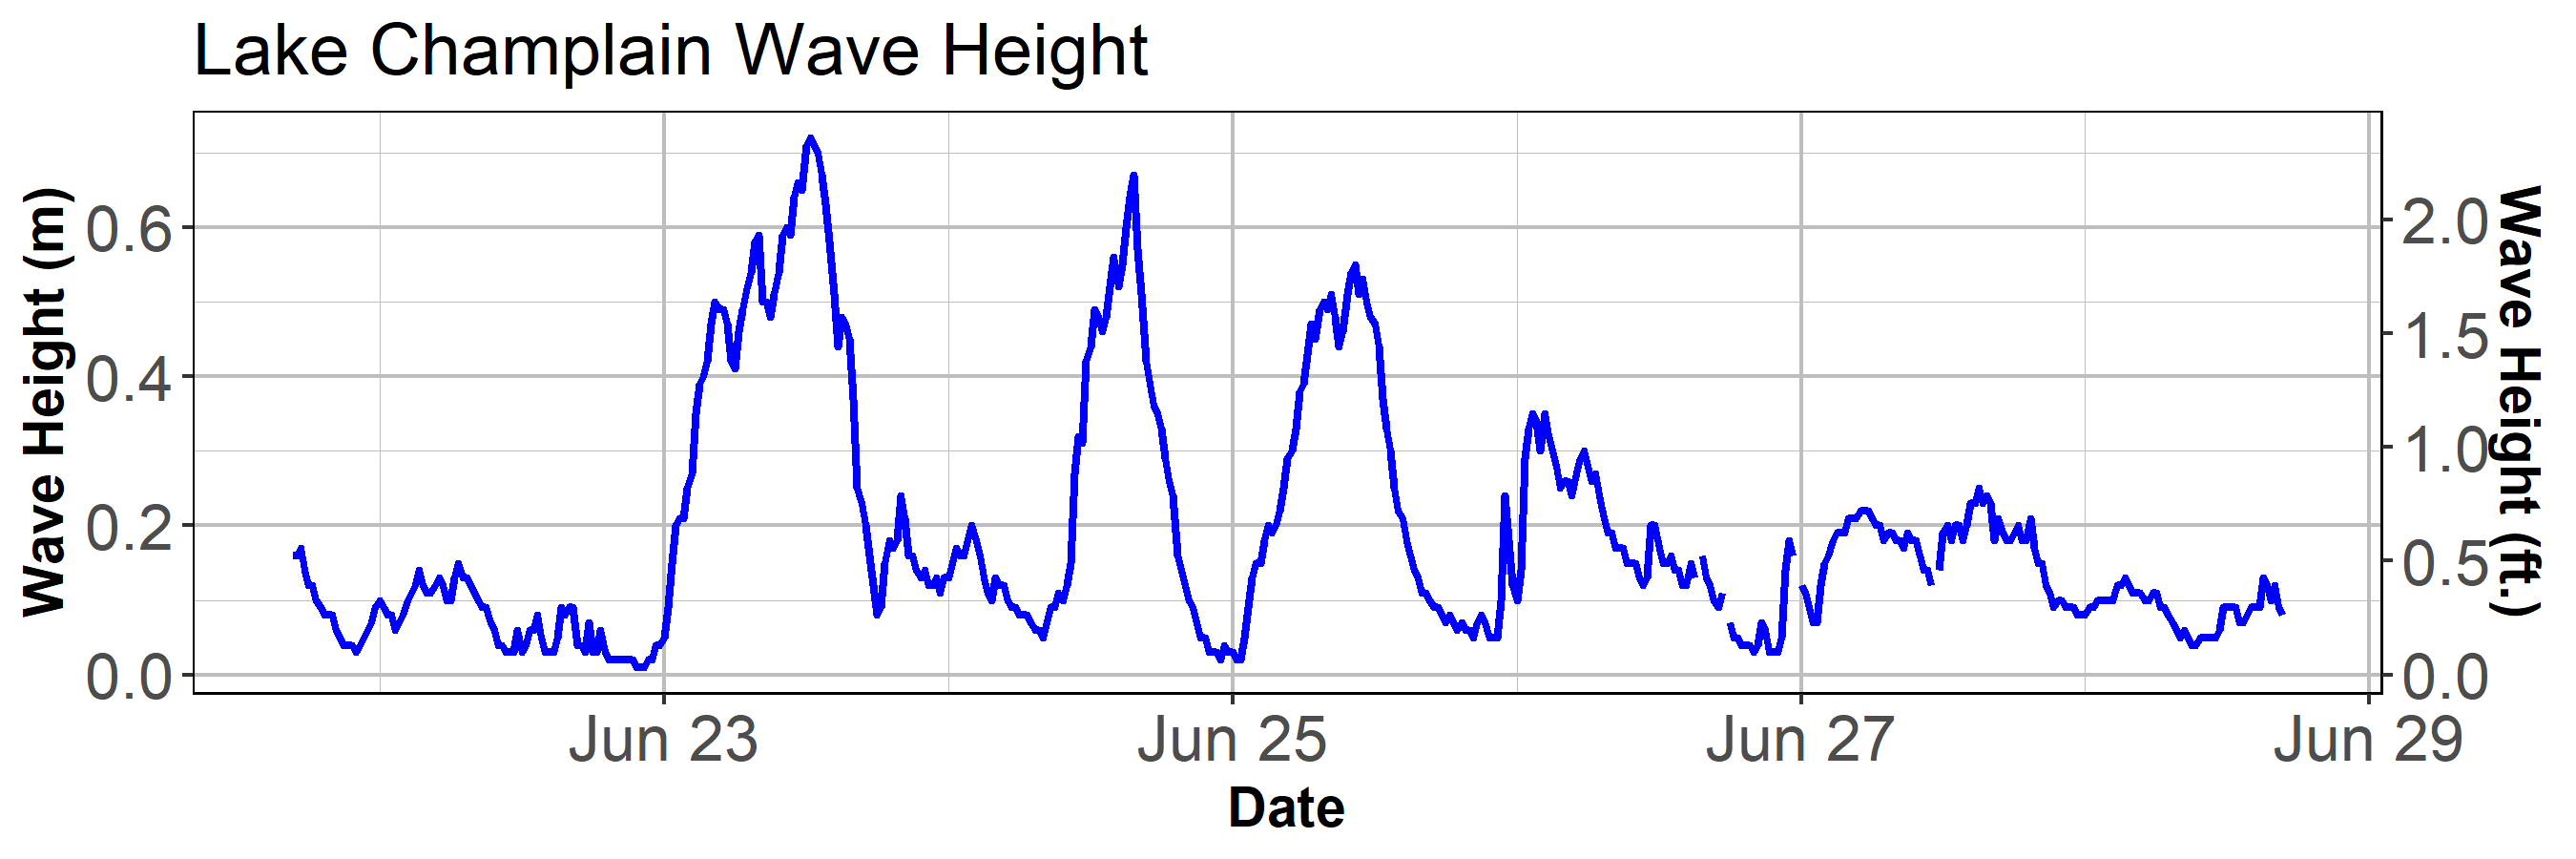 Lake Champlain Wave Height
Wave Height (m)
0.6
0.4
0.2
0.0
2.0
1.5
1.0
0.5
0.0
Wave Height (ft.)
Jun 23
Jun 25
Jun 27
Jun 29
Date